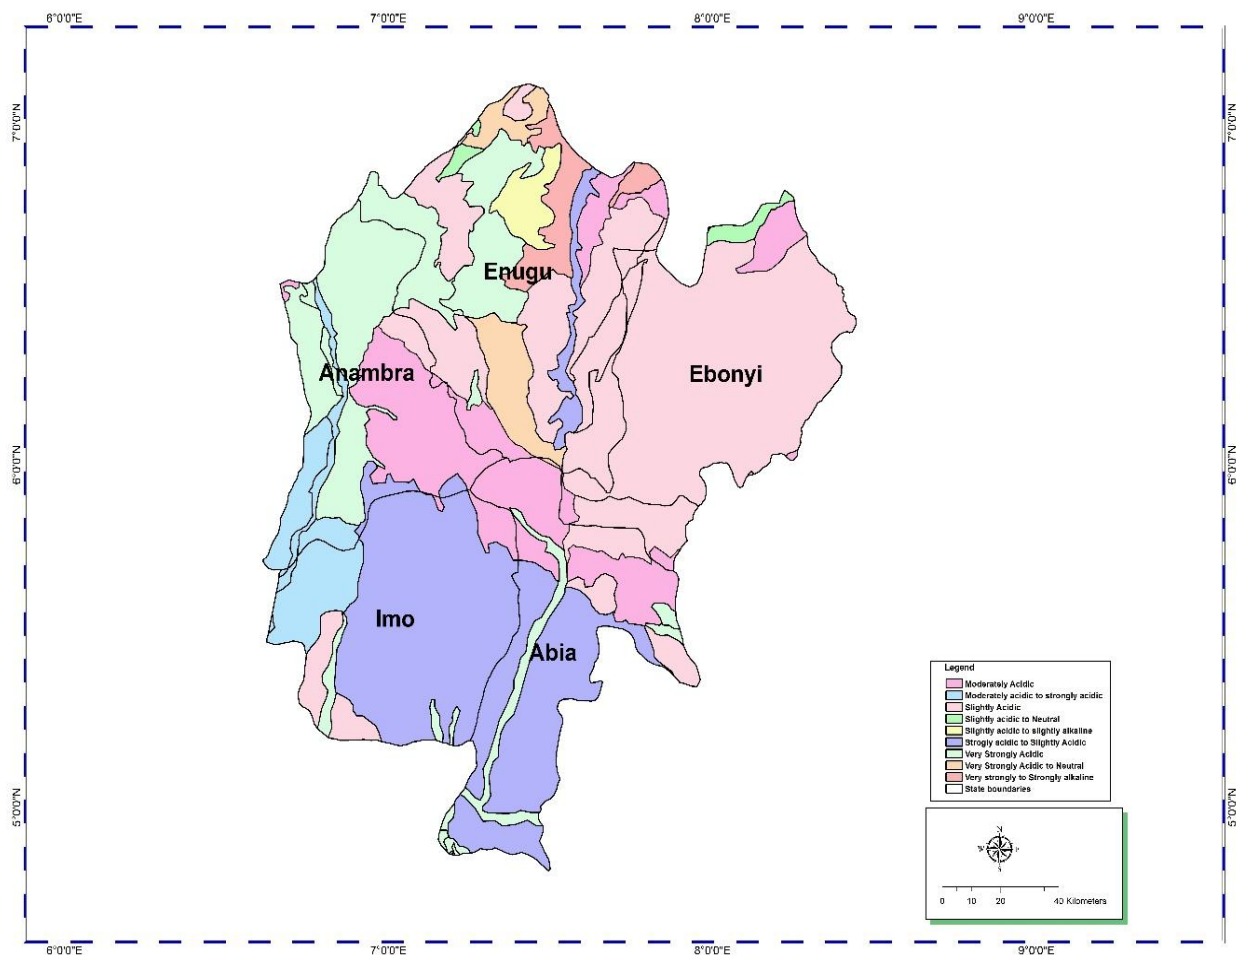 6°0'0"E 7°0'0"E 8°0'0"E 9°0'0"E
7°0'0"N 7°0'0"N
Enugu
Anambra Ebonyi
6°0'0"N 6°0'0"N
Imo
Abia
Legend
Moderately Acidic
Moderately acidic to strongly acidic
Slightly Acidic
Slightly acidic to Neutral
Slightly acidic to slightly alkaline
Strogly acidic to Slightly Acidic
Very Strongly Acidic
Very Strongly Acidic to Neutral
Very strongly to Strongly alkaline
State boundaries
5°0'0"N 5°0'0"N
N
W E
S
0 10 20 40 Kilometers
6°0'0"E 7°0'0"E 8°0'0"E 9°0'0"E